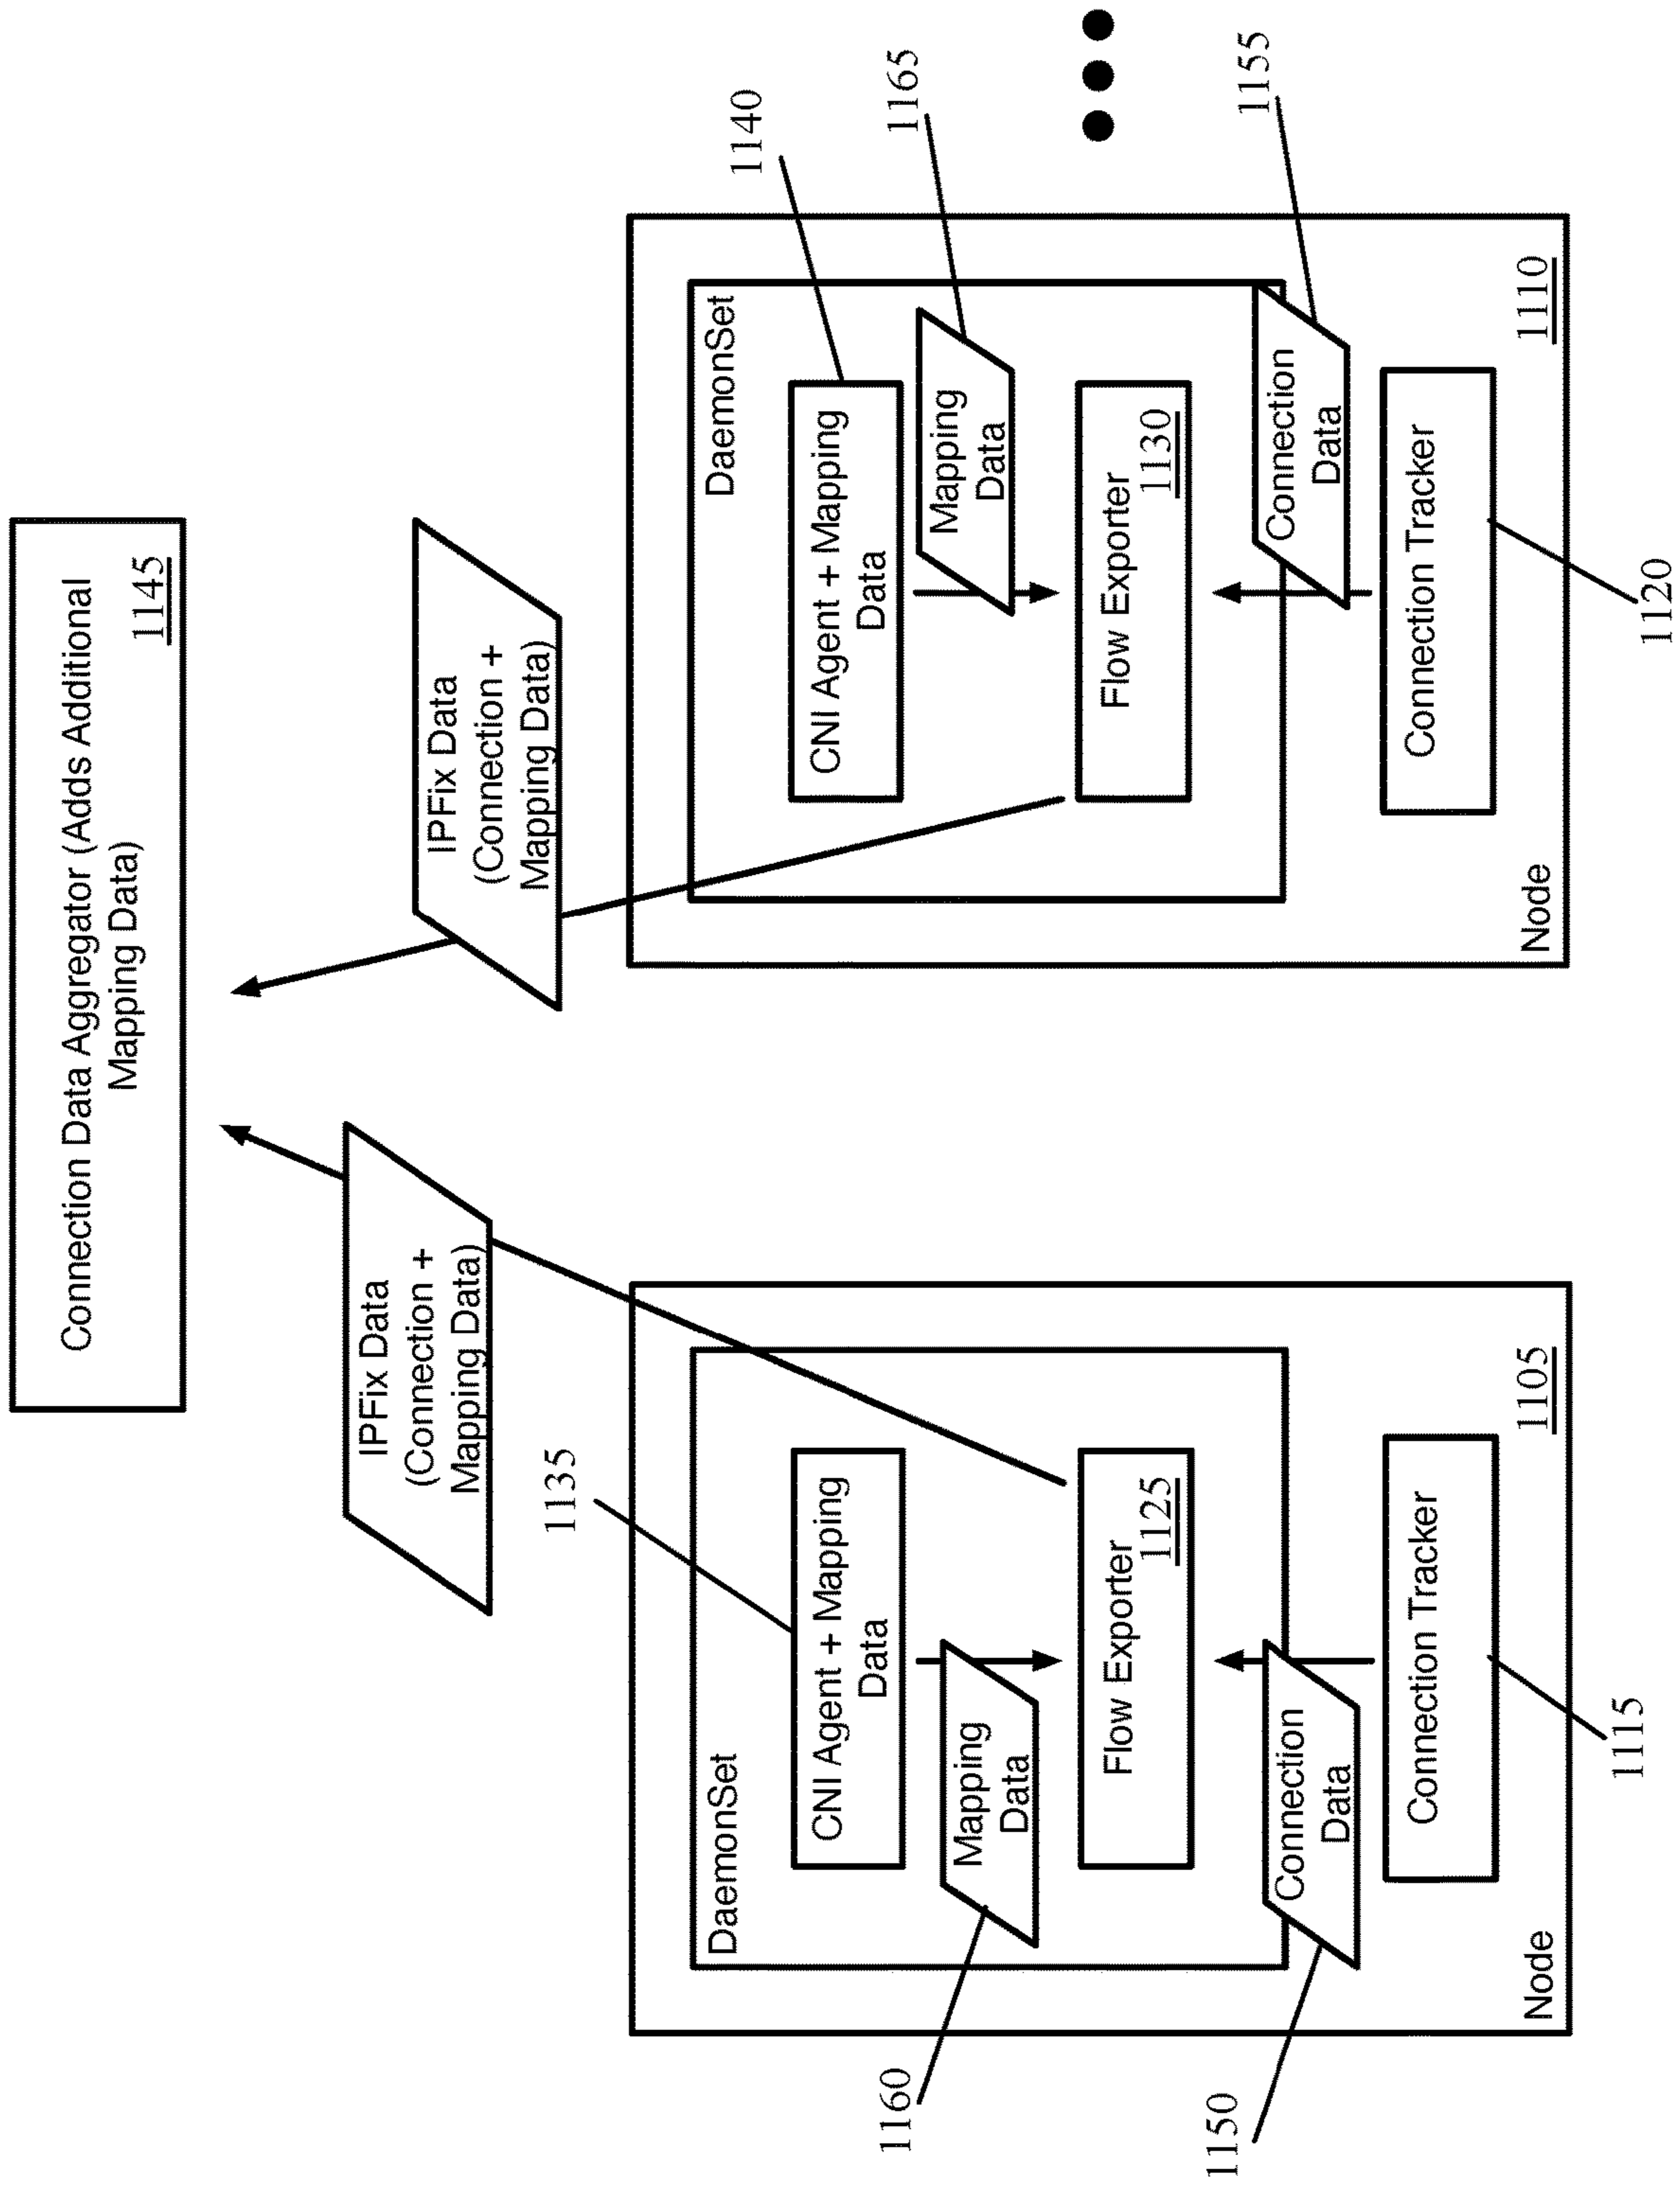 Connection Data Aggregator (Adds Additional
Mapping Data)
1145
IPFix Data
(Connection +
Mapping Data)
IPFix Data
(Connection +
Mapping Data)
1135
DaemonSet
CNI Agent + Mapping
Data
1160
Mapping
Data
Flow Exporter
1125
1150
Connection
Data
Connection Tracker
1115
Node
1105
DaemonSet
CNI Agent + Mapping
Data
1140
Mapping
Data
1165
Flow Exporter
1130
Connection
Data
1155
Connection Tracker
1120
Node
1110